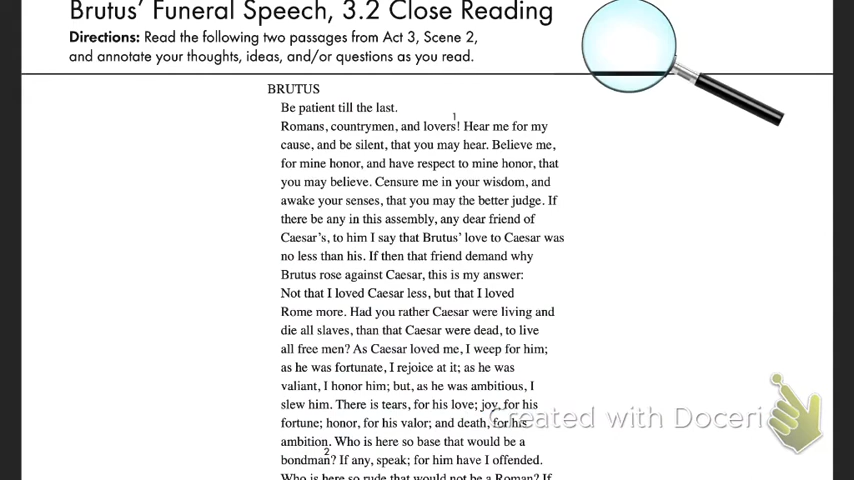 Brutus' Funeral Speech, 3.2 Close Reading
Directions: Read the following two passages from Act 3, Scene 2,
and annotate your thoughts, ideas, and/or questions as you read.
BRUTUS
Be patient till the last.
Romans, countrymen, and lovers¹! Hear me for my
cause, and be silent, that you may hear. Believe me,
for mine honor, and have respect to mine honor, that
you may believe. Censure me in your wisdom, and
awake your senses, that you may the better judge. If
there be any in this assembly, any dear friend of
Caesar's, to him I say that Brutus' love to Caesar was
no less than his. If then that friend demand why
Brutus rose against Caesar, this is my answer:
Not that I loved Caesar less, but that I loved
Rome more. Had you rather Caesar were living and
die all slaves, than that Caesar were dead, to live
all free men? As Caesar loved me, I weep for him;
as he was fortunate, I rejoice at it; as he was
valiant, I honor him; but, as he was ambitious, I
slew him. There is tears, for his love; joy, for his
fortune; honor, for his valor; and death, for his
Created with Doceri
ambition. Who is here so base that would be a
bondman²? If any, speak; for him have I offended.
Who is here so rude that would not be a Roman? If